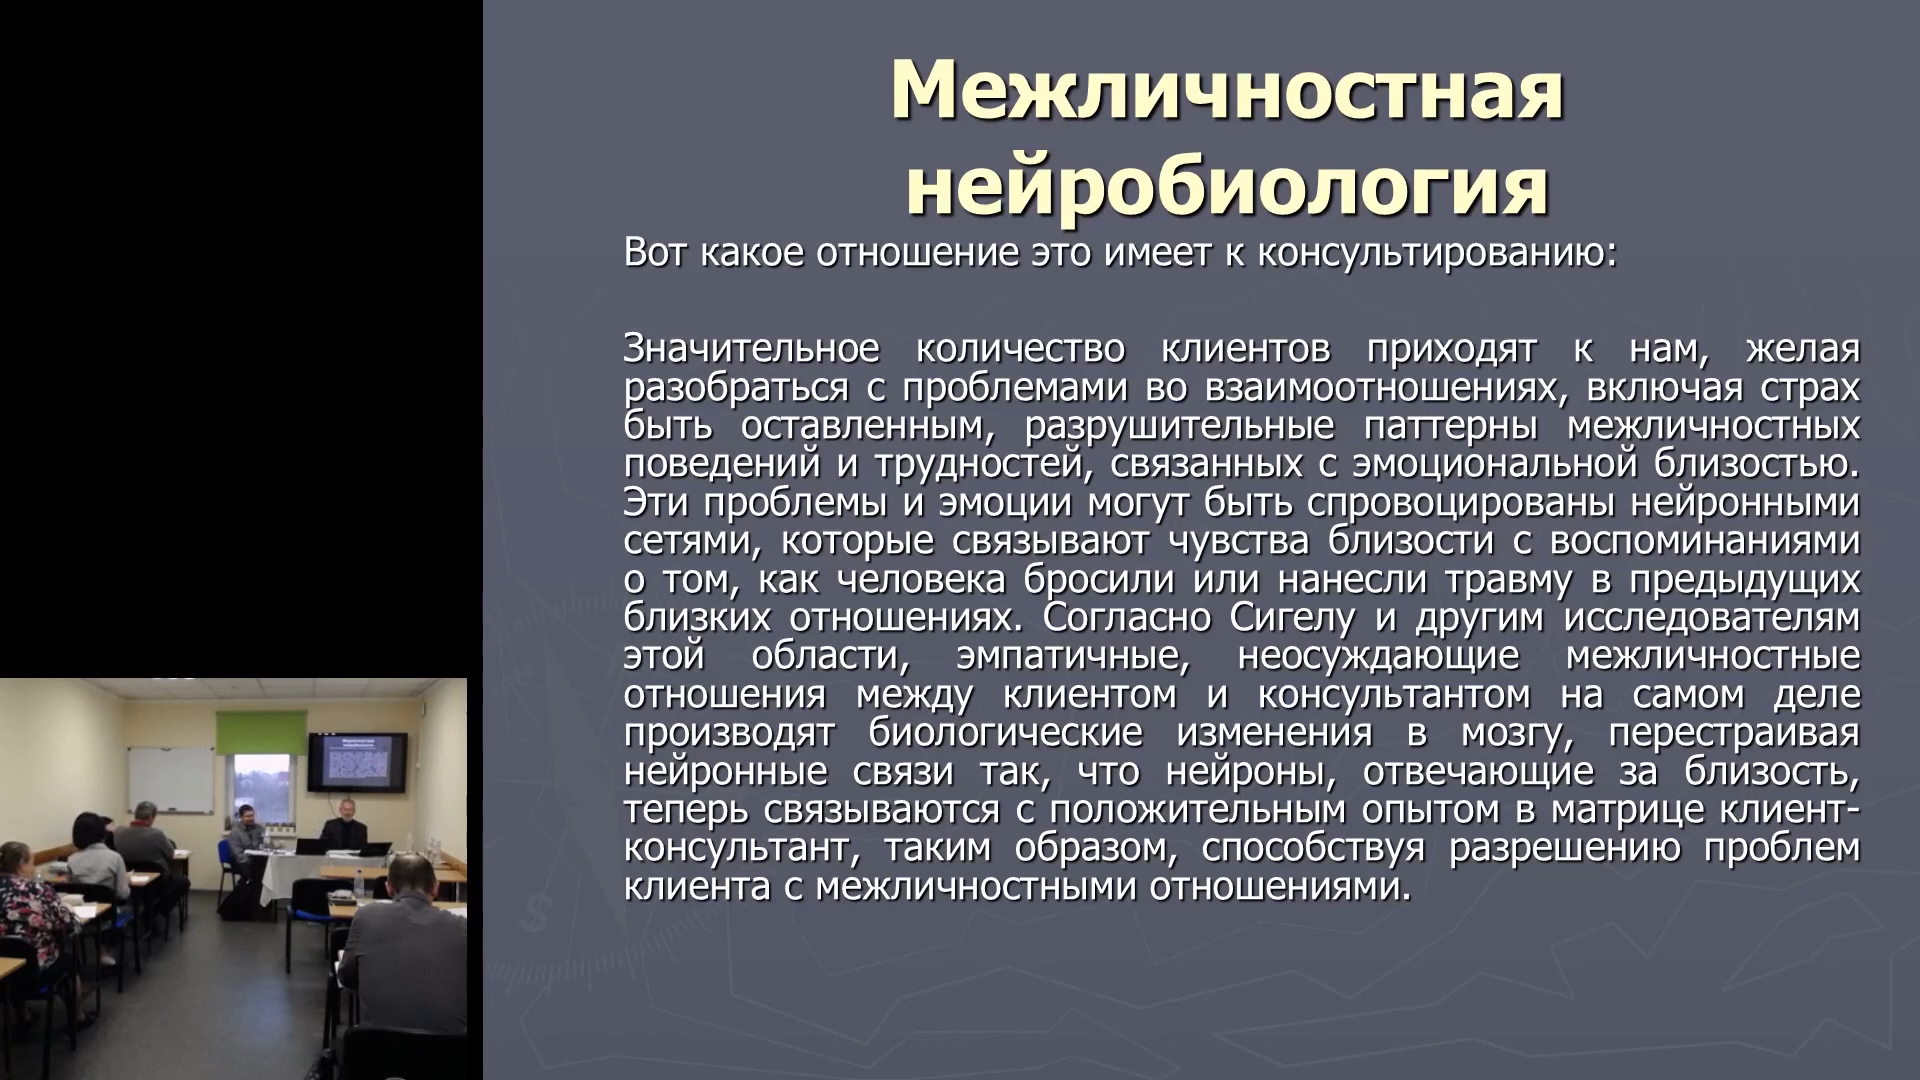 Межличностная
нейробиология
Вот какое отношение это имеет к консультированию:
Значительное количество клиентов приходят к нам, желая
разобраться с проблемами во взаимоотношениях, включая страх
быть оставленным, разрушительные паттерны межличностных
поведений и трудностей, связанных с эмоциональной близостью.
Эти проблемы и эмоции могут быть спровоцированы нейронными
сетями, которые связывают чувства близости с воспоминаниями
о том, как человека бросили или нанесли травму в предыдущих
близких отношениях. Согласно Сигелу и другим исследователям
этой области, эмпатичные, неосуждающие межличностные
отношения между клиентом и консультантом на самом деле
производят биологические изменения в мозгу, перестраивая
нейронные связи так, что нейроны, отвечающие за близость,
теперь связываются с положительным опытом в матрице клиент-
консультант, таким образом, способствуя разрешению проблем
клиента с межличностными отношениями.